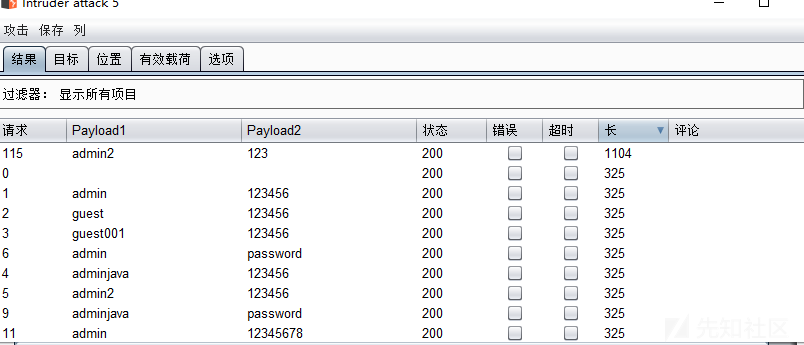 Intruder attack 5
攻击 保存 列
结果 目标 位置 有效载荷 选项
过滤器： 显示所有项目
请求 Payload1 Payload2 状态 错误 超时 长 评论
115 admin2 123 200 1104
0 200 325
1 admin 123456 200 325
2 guest 123456 200 325
3 guest001 123456 200 325
6 admin password 200 325
4 adminjava 123456 200 325
5 admin2 123456 200 325
9 adminjava password 200 325
11 admin 12345678 200 325
先知社区